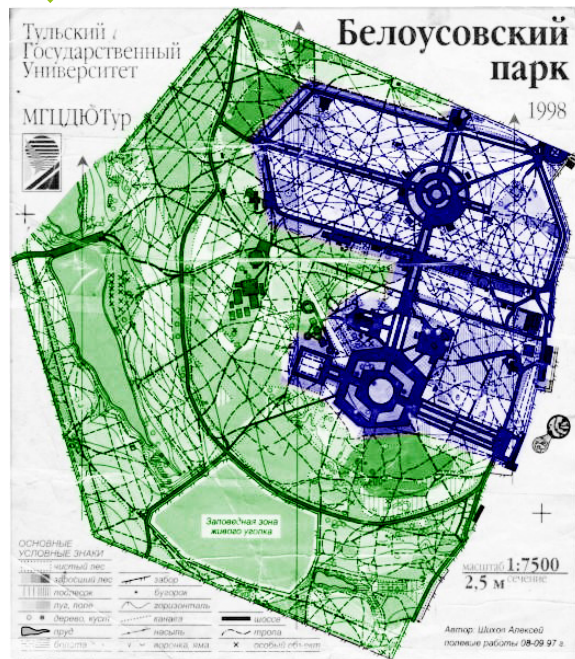 Тульский
Государственный
Университет
МГЦДЮТур
Белоусовский
парк
1998
Заповедная зона
живого уголка
ОСНОВНЫЕ
УСЛОВНЫЕ ЗНАКИ
чистый лес
заросший лес
забор
бугорок
луг, поле
горизонталь
дерево, куст
канава
шоссе
пруд
насыпь
тропа
воронка, яма
особый объект
масштаб 1:7500
2,5 м сечение
Автор: Шихов Алексей
полевые работы 08-09.97 г.